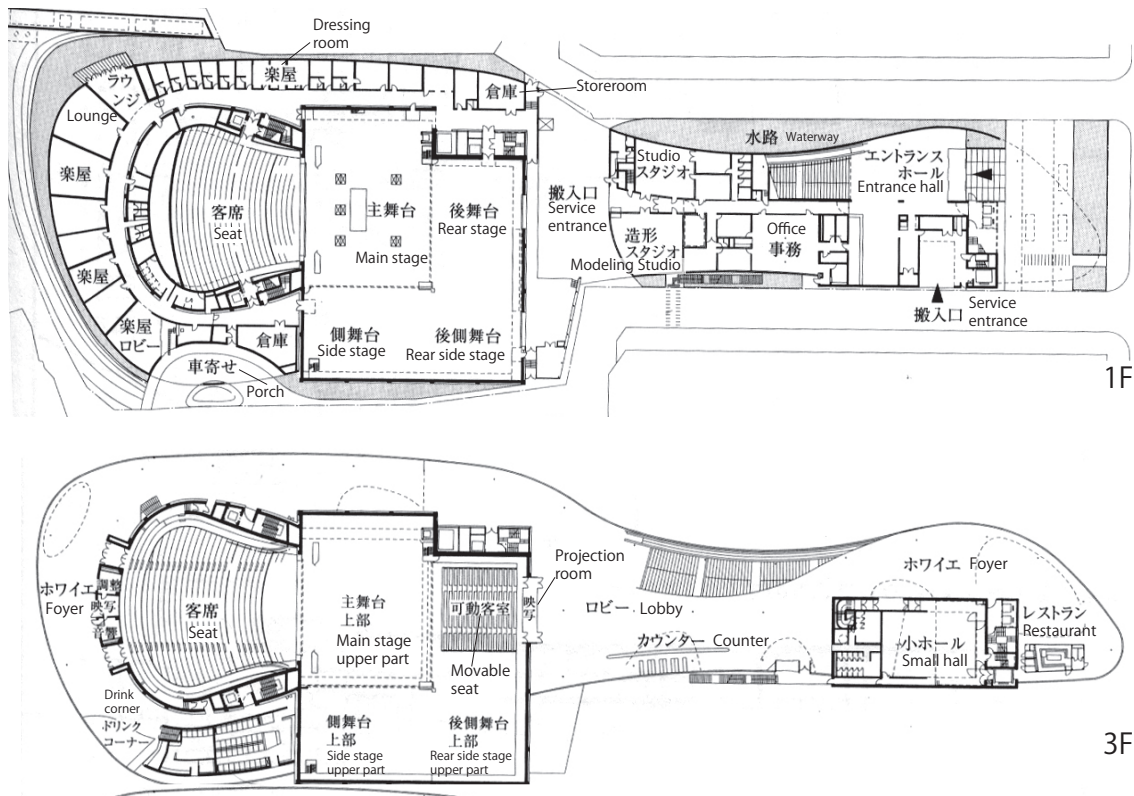 Dressing
room
楽屋
ラウ
ンジ
Lounge
倉庫
Storeroom
楽屋
客席
Seat
主舞台
Main stage
後舞台
Rear stage
搬入口
Service
entrance
水路 Waterway
Studio
スタジオ
エントランス
ホール
Entrance hall
造形
スタジオ
Modeling Studio
Office
事務
楽屋
楽屋
ロビー
倉庫
側舞台
Side stage
後側舞台
Rear side stage
搬入口
Service
entrance
車寄せ
Porch
1F
ホワイエ
Foyer
調整
映写
音響
客席
Seat
主舞台
上部
Main stage
upper part
可動客室
Movable
seat
Projection
room
映写
ロビー Lobby
カウンター Counter
ホワイエ Foyer
小ホール
Small hall
レストラン
Restaurant
Drink
corner
ドリンク
コーナー
側舞台
上部
Side stage
upper part
後側舞台
上部
Rear side stage
upper part
3F